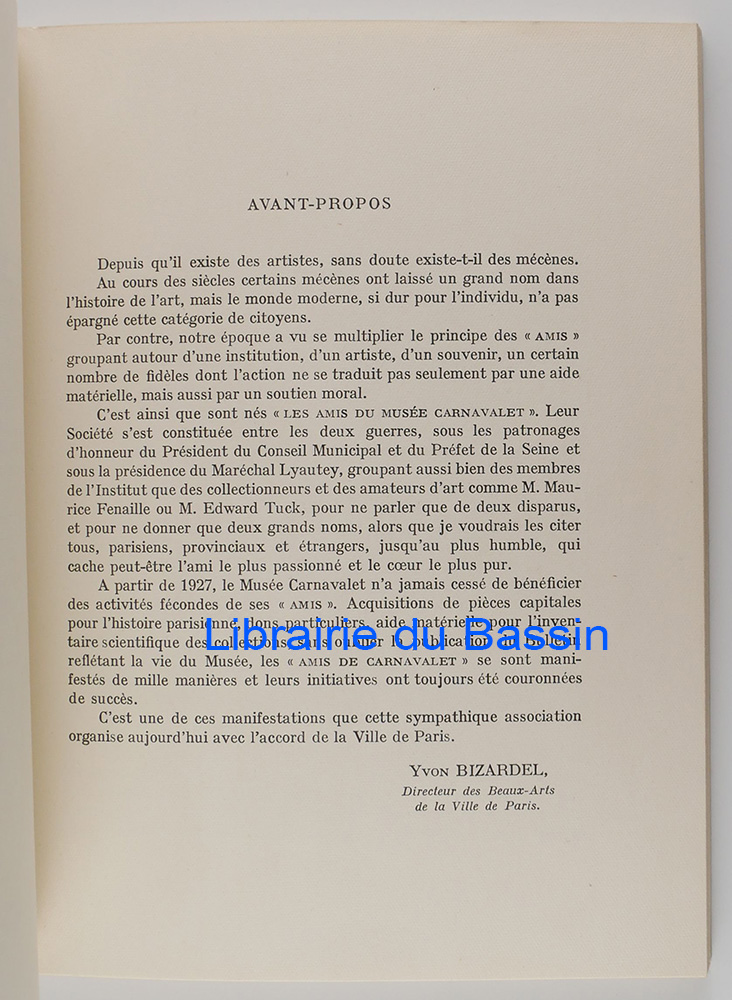 AVANT-PROPOS
Depuis qu'il existe des artistes, sans doute existe-t-il des mécènes.
Au cours des siècles certains mécènes ont laissé un grand nom dans
l'histoire de l'art, mais le monde moderne, si dur pour l'individu, n'a pas
épargné cette catégorie de citoyens.
Par contre, notre époque a vu se multiplier le principe des « AMIS »
groupant autour d'une institution, d'un artiste, d'un souvenir, un certain
nombre de fidèles dont l'action ne se traduit pas seulement par une aide
matérielle, mais aussi par un soutien moral.
C'est ainsi que sont nés « LES AMIS DU MUSÉE CARNAVALET ». Leur
Société s'est constituée entre les deux guerres, sous les patronages
d'honneur du Président du Conseil Municipal et du Préfet de la Seine et
sous la présidence du Maréchal Lyautey, groupant aussi bien des membres
de l'Institut que des collectionneurs et des amateurs d'art comme M. Mau-
rice Fenaille ou M. Edward Tuck, pour ne parler que de deux disparus,
et pour ne donner que deux grands noms, alors que je voudrais les citer
tous, parisiens, provinciaux et étrangers, jusqu'au plus humble, qui
cache peut-être l'ami le plus passionné et le cœur le plus pur.
A partir de 1927, le Musée Carnavalet n'a jamais cessé de bénéficier
des activités fécondes de ses « AMIS ». Acquisitions de pièces capitales
pour l'histoire parisienne, dons particuliers, aide matérielle pour l'inven-
Librairie du Bassin
taire scientifique des collections, sans oublier la publication du Bulletin
reflétant la vie du Musée, les « AMIS DE CARNAVALET » se sont mani-
festés de mille manières et leurs initiatives ont toujours été couronnées
de succès.
C'est une de ces manifestations que cette sympathique association
organise aujourd'hui avec l'accord de la Ville de Paris.
YVON BIZARDEL,
Directeur des Beaux-Arts
de la Ville de Paris.